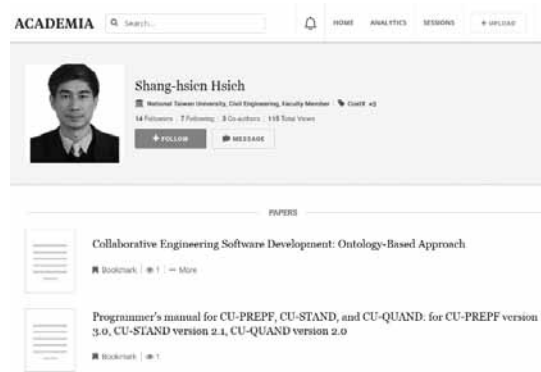 ACADEMIA Search... HOME ANALYTICS SESSIONS + UPLOAD
Shang-hsien Hsieh
National Taiwan University, Civil Engineering, Faculty Member CostX +3
14 Followers | 7 Following | 3 Co-authors | 115 Total Views
+ FOLLOW MESSAGE
PAPERS
Collaborative Engineering Software Development: Ontology-Based Approach
Bookmark | 1 | More
Programmer's manual for CU-PREPF, CU-STAND, and CU-QUAND: for CU-PREPF version
3.0, CU-STAND version 2.1, CU-QUAND version 2.0
Bookmark | 1